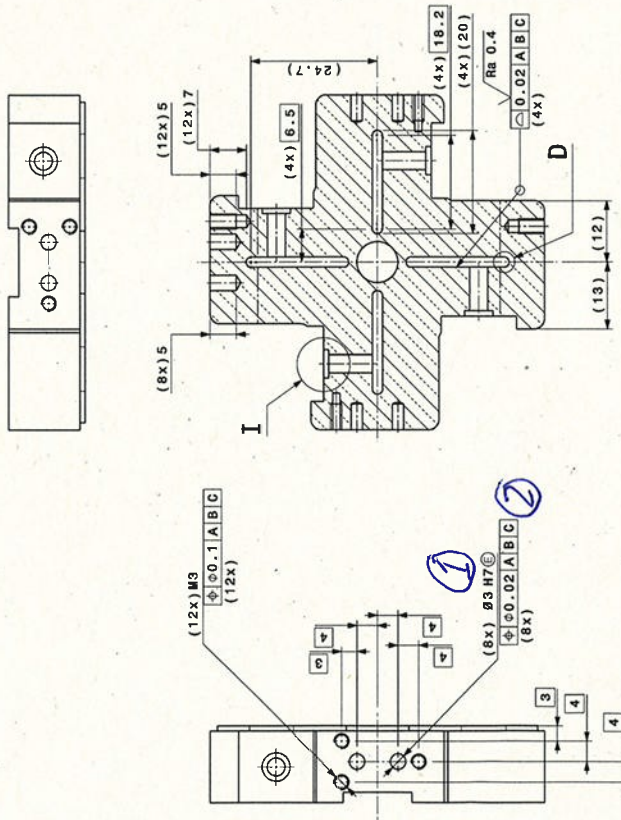 (12x)5
(12x)7
(24.7)
(4x) 6.5
(8x)5
(4x) 18.2
(4x)(20)
Ra 0.4
⌓ 0.02 A B C
(4x)
D
I
(12)
(13)
(12x) M3
⌖ Φ0.1 A B C
(12x)
3
4
4
4
1
2
(8x) Ø3 H7Ⓔ
⌖ Φ0.02 A B C
(8x)
3
4
4